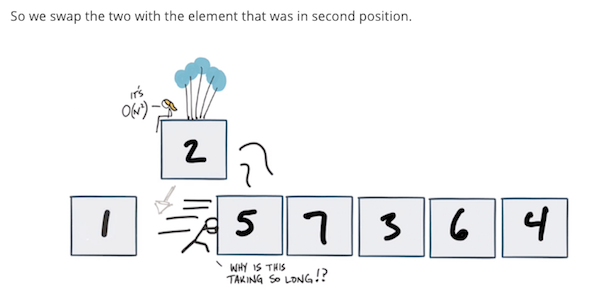 So we swap the two with the element that was in second position.
IT'S
O(N²)
2
1 5 7 3 6 4
WHY IS THIS
TAKING SO LONG!?